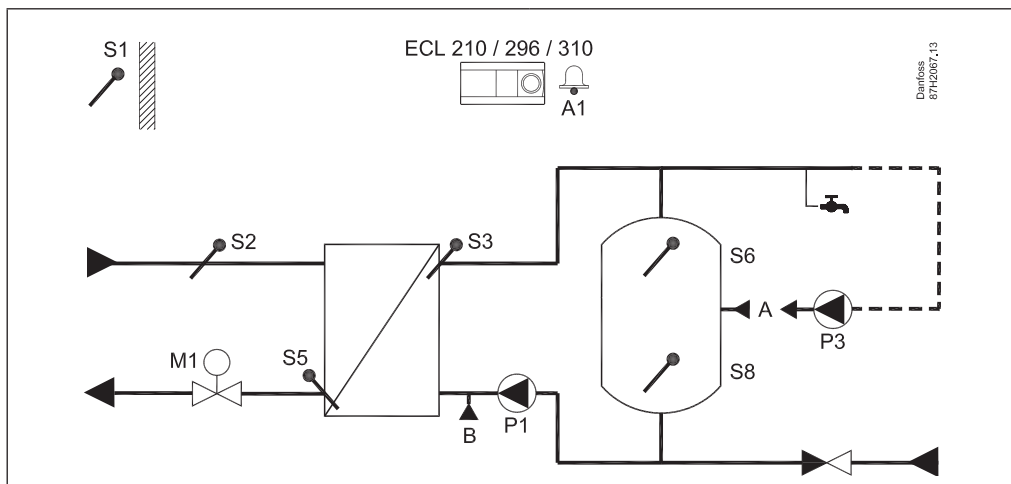 S1
ECL 210 / 296 / 310
A1
Danfoss
87H2067.13
S2
S3
S6
A
P3
M1
S5
S8
B
P1